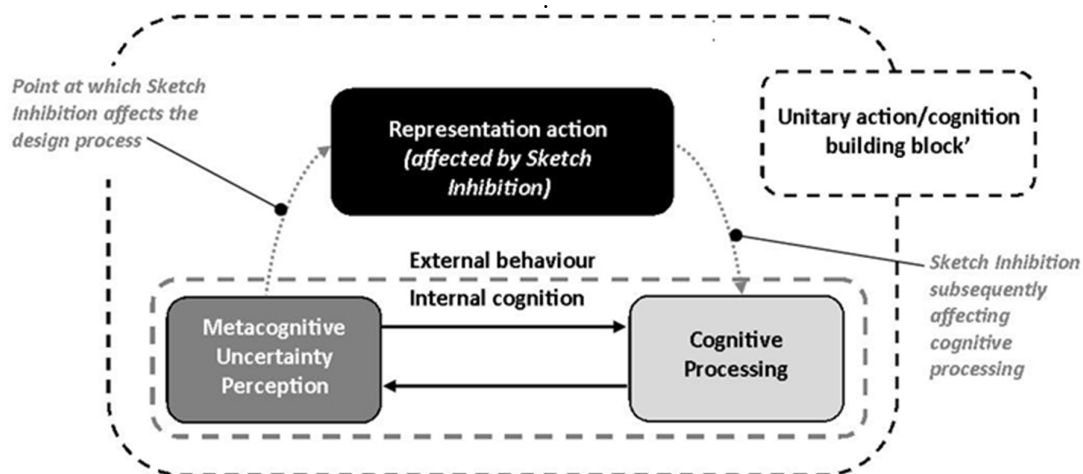 Point at which Sketch
Inhibition affects the
design process
Representation action
(affected by Sketch
Inhibition)
Unitary action/cognition
building block’
External behaviour
Internal cognition
Metacognitive
Uncertainty
Perception
Cognitive
Processing
Sketch Inhibition
subsequently
affecting
cognitive
processing